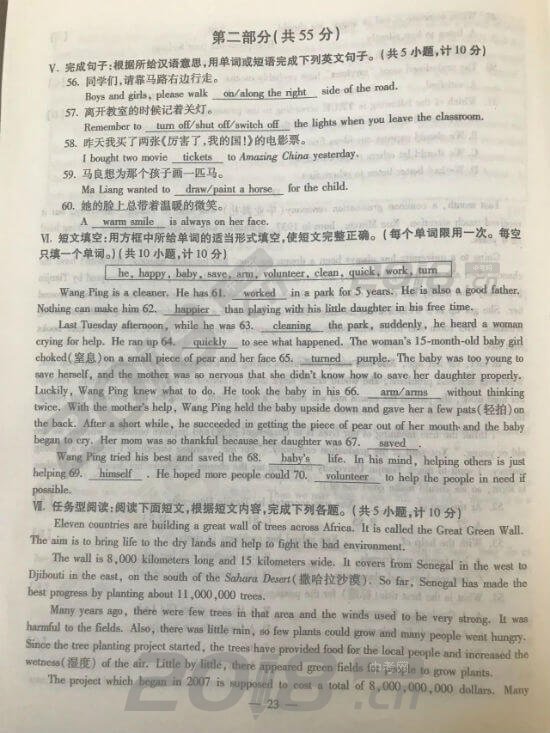 第二部分(共 55 分)
Ⅴ. 完成句子:根据所给汉语意思,用单词或短语完成下列英文句子。(共 5 小题,计 10 分)
56. 同学们,请靠马路右边行走。
Boys and girls, please walk on/along the right side of the road.
57. 离开教室的时候记着关灯。
Remember to turn off/shut off/switch off the lights when you leave the classroom.
58. 昨天我买了两张《厉害了,我的国!》的电影票。
I bought two movie tickets to Amazing China yesterday.
59. 马良想为那个孩子画一匹马。
Ma Liang wanted to draw/paint a horse for the child.
60. 她的脸上总带着温暖的微笑。
A warm smile is always on her face.
Ⅵ. 短文填空:用方框中所给单词的适当形式填空,使短文完整正确。(每个单词限用一次。每空
只填一个单词。)(共 10 小题,计 10 分)
he, happy, baby, save, arm, volunteer, clean, quick, work, turn
Wang Ping is a cleaner. He has 61. worked in a park for 5 years. He is also a good father.
Nothing can make him 62. happier than playing with his little daughter in his free time.
Last Tuesday afternoon, while he was 63. cleaning the park, suddenly, he heard a woman
crying for help. He ran up 64. quickly to see what happened. The woman's 15-month-old baby girl
choked(窒息)on a small piece of pear and her face 65. turned purple. The baby was too young to
save herself, and the mother was so nervous that she didn't know how to save her daughter properly.
Luckily, Wang Ping knew what to do. He took the baby in his 66. arm/arms without thinking
twice. With the mother's help, Wang Ping held the baby upside down and gave her a few pats(轻拍)on
the back. After a short while, he succeeded in getting the piece of pear out of her mouth and the baby
began to cry. Her mom was so thankful because her daughter was 67. saved .
Wang Ping tried his best and saved the 68. baby's life. In his mind, helping others is just
helping 69. himself . He hoped more people could 70. volunteer to help the people in need if
possible.
Ⅶ. 任务型阅读:阅读下面短文,根据短文内容,完成下列各题。(共 5 小题,计 10 分)
Eleven countries are building a great wall of trees across Africa. It is called the Great Green Wall.
The aim is to bring life to the dry lands and help to fight the bad environment.
The wall is 8,000 kilometers long and 15 kilometers wide. It covers from Senegal in the west to
Djibouti in the east, on the south of the Sahara Desert(撒哈拉沙漠). So far, Senegal has made the
best progress by planting about 11,000,000 trees.
Many years ago, there were few trees in that area and the winds used to be very strong. It was
harmful to the fields. Also, there was little rain, so few plants could grow and many people went hungry.
Since the tree planting project started, the trees have provided food for the local people and increased the
wetness(湿度) of the air. Little by little, there appeared green fields for people to grow plants.
The project which began in 2007 is supposed to cost a total of 8,000,000,000 dollars. Many
— 23 —